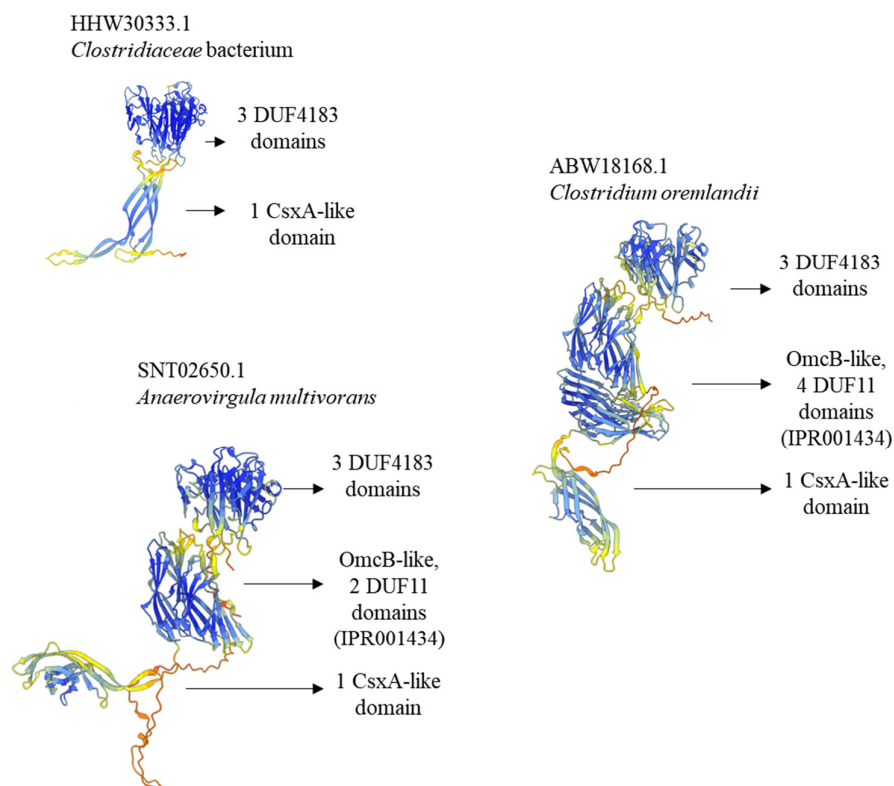 HHW30333.1
Clostridiaceae bacterium
3 DUF4183
domains
1 CsxA-like
domain
ABW18168.1
Clostridium oremlandii
3 DUF4183
domains
OmcB-like,
4 DUF11
domains
(IPR001434)
1 CsxA-like
domain
SNT02650.1
Anaerovirgula multivorans
3 DUF4183
domains
OmcB-like,
2 DUF11
domains
(IPR001434)
1 CsxA-like
domain